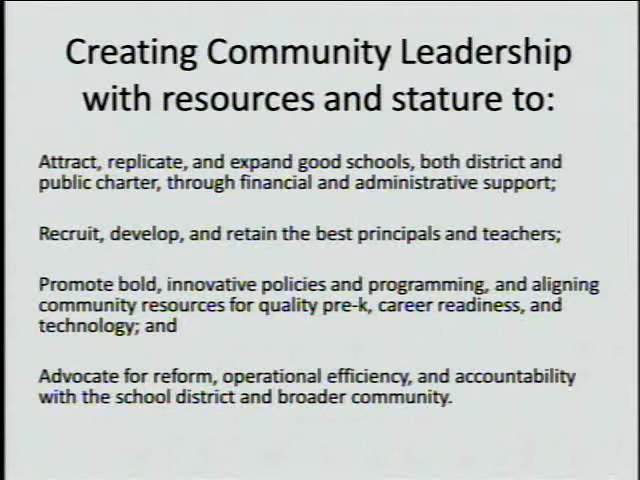 Creating Community Leadership
with resources and stature to:
Attract, replicate, and expand good schools, both district and
public charter, through financial and administrative support;
Recruit, develop, and retain the best principals and teachers;
Promote bold, innovative policies and programming, and aligning
community resources for quality pre-k, career readiness, and
technology; and
Advocate for reform, operational efficiency, and accountability
with the school district and broader community.